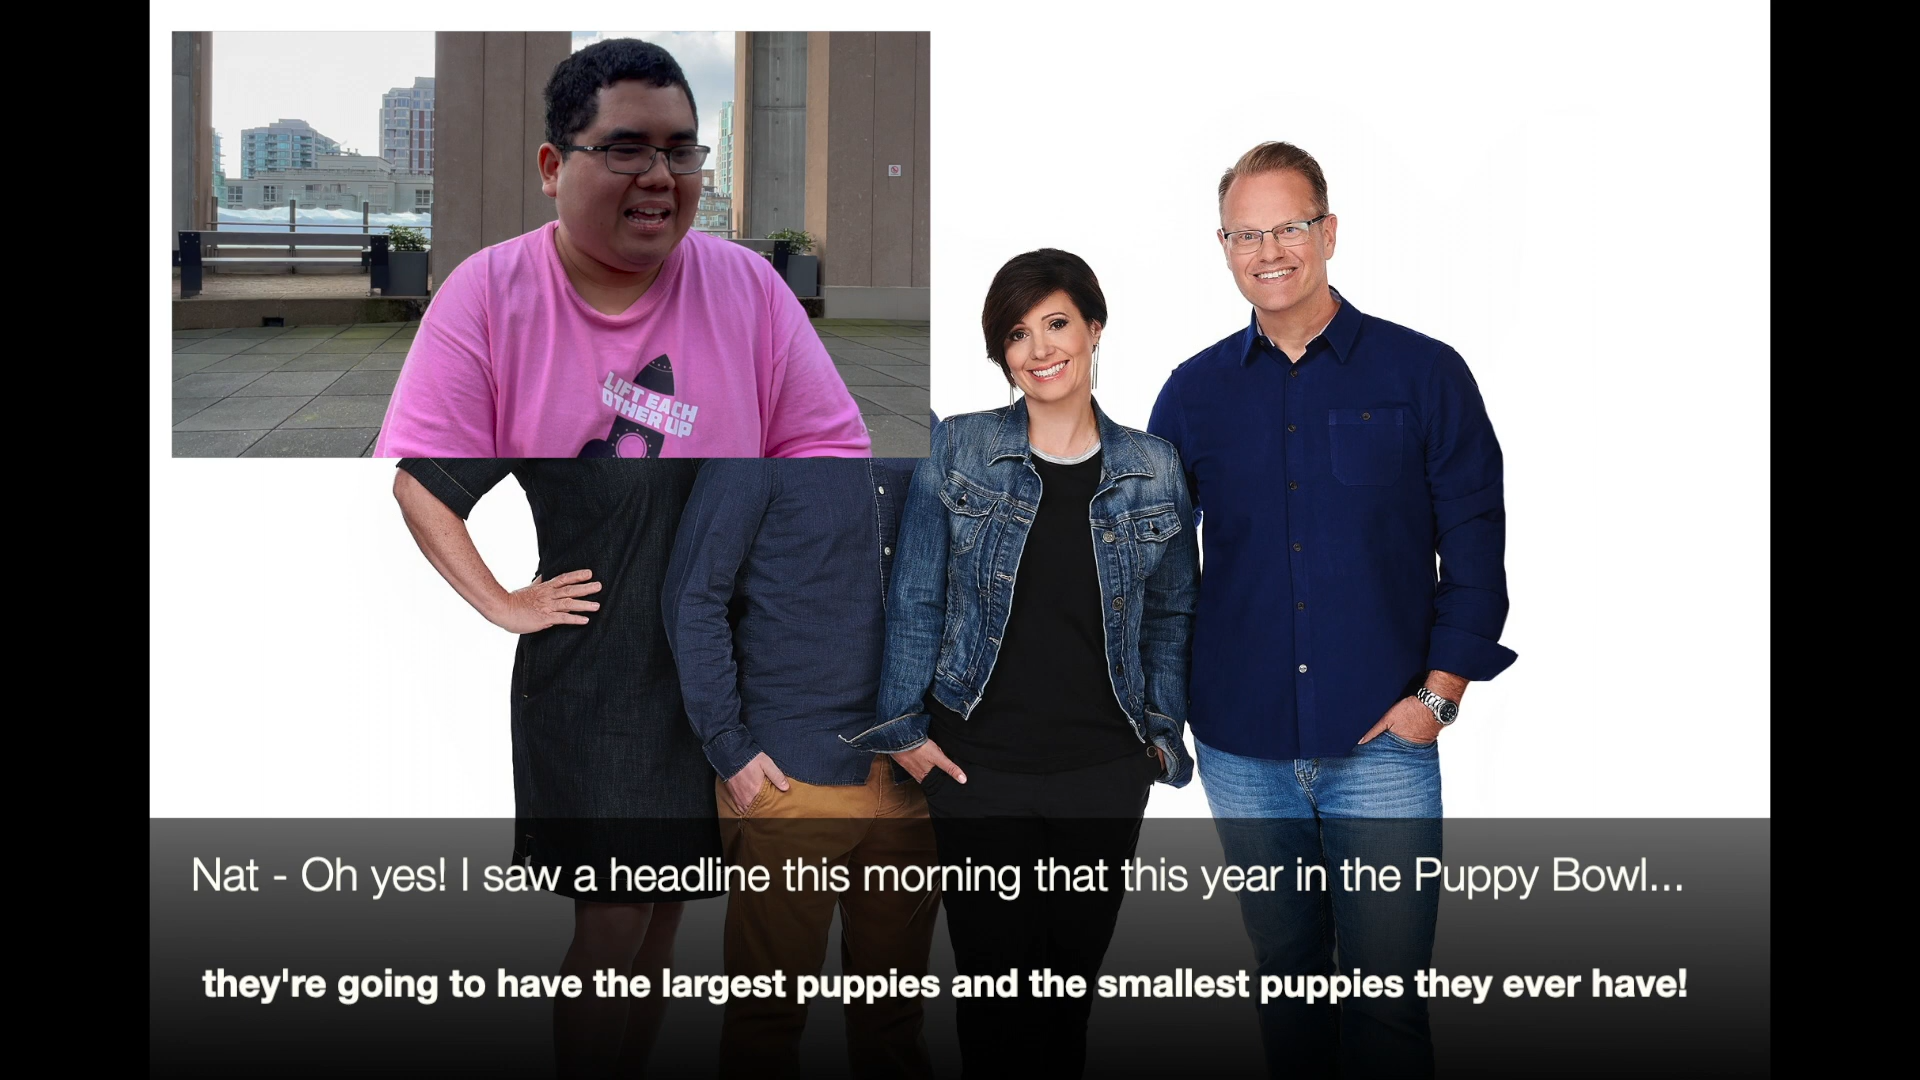 LIFT EACH
OTHER UP
Nat - Oh yes! I saw a headline this morning that this year in the Puppy Bowl...
they're going to have the largest puppies and the smallest puppies they ever have!